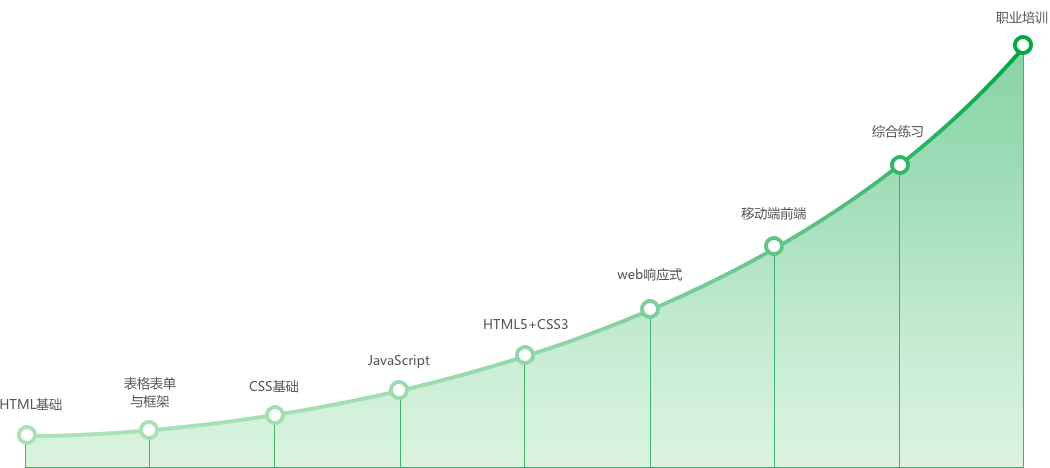 HTML基础
表格表单
与框架
CSS基础
JavaScript
HTML5+CSS3
web响应式
移动端前端
综合练习
职业培训